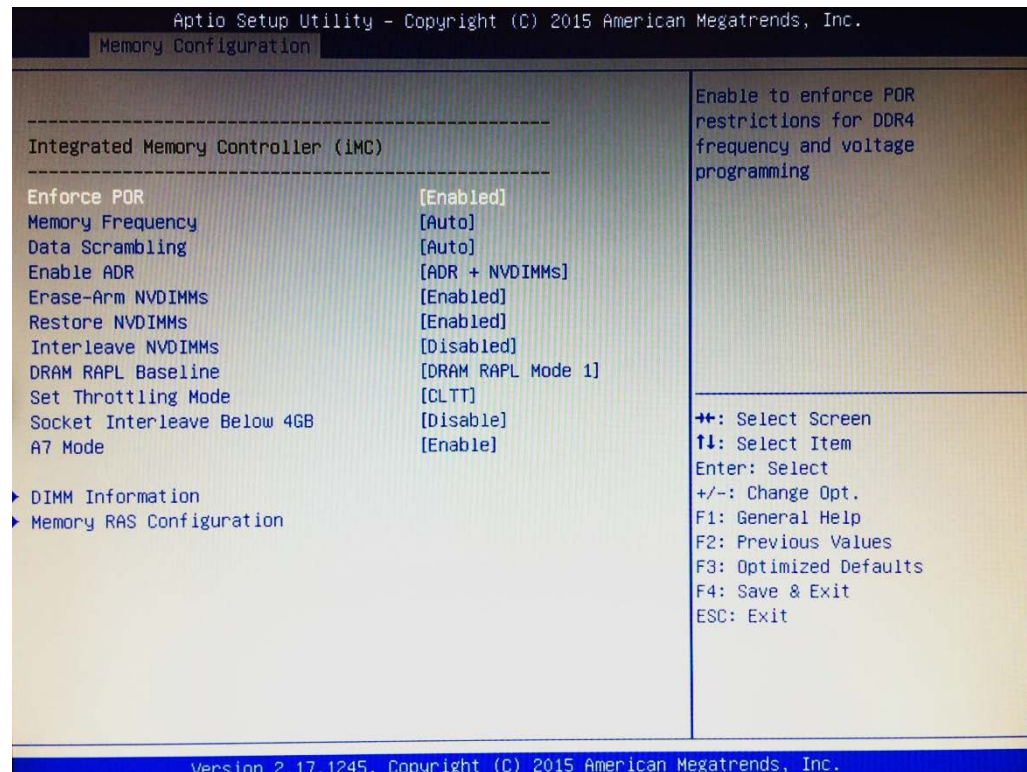 Aptio Setup Utility – Copyright (C) 2015 American Megatrends, Inc.
Memory Configuration
Integrated Memory Controller (iMC)
Enforce POR [Enabled]
Memory Frequency [Auto]
Data Scrambling [Auto]
Enable ADR [ADR + NVDIMMs]
Erase-Arm NVDIMMs [Enabled]
Restore NVDIMMs [Enabled]
Interleave NVDIMMs [Disabled]
DRAM RAPL Baseline [DRAM RAPL Mode 1]
Set Throttling Mode [CLTT]
Socket Interleave Below 4GB [Disable]
A7 Mode [Enable]
DIMM Information
Memory RAS Configuration
Enable to enforce POR
restrictions for DDR4
frequency and voltage
programming
→←: Select Screen
↑↓: Select Item
Enter: Select
+/-: Change Opt.
F1: General Help
F2: Previous Values
F3: Optimized Defaults
F4: Save & Exit
ESC: Exit
Version 2.17.1245. Copyright (C) 2015 American Megatrends, Inc.